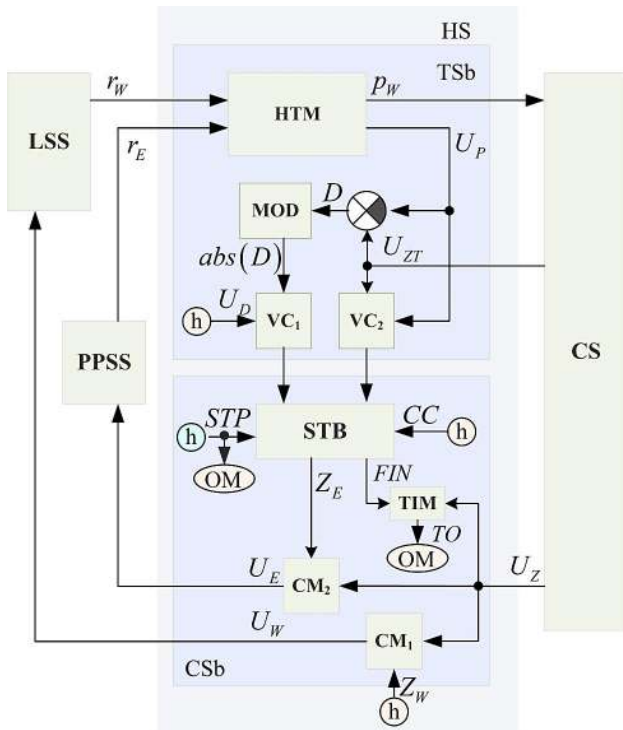 HS
TSb
r_W
p_W
HTM
LSS
r_E
U_P
D
MOD
U_ZT
abs(D)
U_D
h
VC₁
VC₂
CS
PPSS
STP
CC
h
STB
h
OM
Z_E
FIN
TIM
TO
OM
U_E
CM₂
U_Z
U_W
CM₁
CSb
Z_W
h